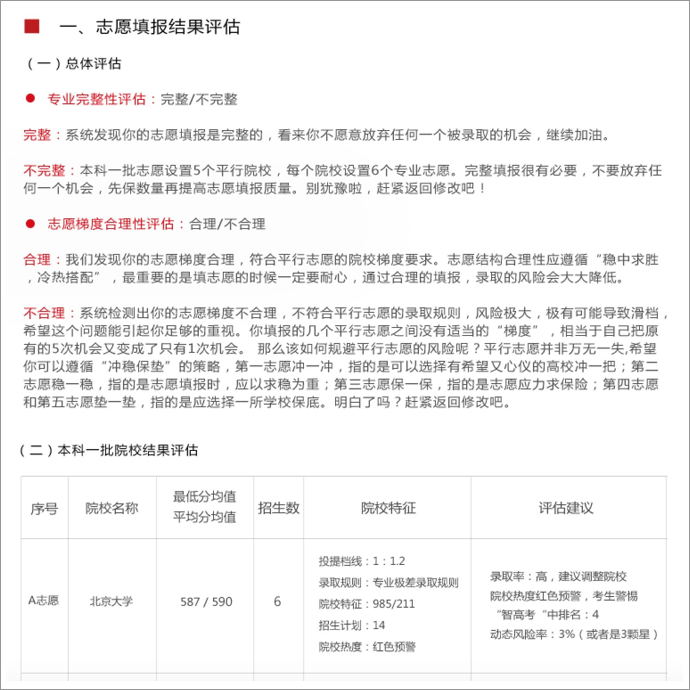 一、志愿填报结果评估
（一）总体评估
专业完整性评估：完整/不完整
完整：系统发现你的志愿填报是完整的，看来你不愿意放弃任何一个被录取的机会，继续加油。
不完整：本科一批志愿设置5个平行院校，每个院校设置6个专业志愿。完整填报很有必要，不要放弃任
何一个机会，先保数量再提高志愿填报质量。别犹豫啦，赶紧返回修改吧！
志愿梯度合理性评估：合理/不合理
合理：我们发现你的志愿梯度合理，符合平行志愿的院校梯度要求。志愿结构合理性应遵循“稳中求胜
，冷热搭配”，最重要的是填志愿的时候一定要耐心，通过合理的填报，录取的风险会大大降低。
不合理：系统检测出你的志愿梯度不合理，不符合平行志愿的录取规则，风险极大，极有可能导致滑档，
希望这个问题能引起你足够的重视。你填报的几个平行志愿之间没有适当的“梯度”，相当于自己把原
有的5次机会又变成了只有1次机会。 那么该如何规避平行志愿的风险呢？平行志愿并非万无一失,希望
你可以遵循“冲稳保垫”的策略，第一志愿冲一冲，指的是可以选择有希望又心仪的高校冲一把；第二
志愿稳一稳，指的是志愿填报时，应以求稳为重；第三志愿保一保，指的是志愿应力求保险；第四志愿
和第五志愿垫一垫，指的是应选择一所学校保底。明白了吗？赶紧返回修改吧。
（二）本科一批院校结果评估
序号 院校名称 最低分均值 招生数 院校特征 评估建议
平均分均值
A志愿 北京大学 587 / 590 6
投提档线：1：1.2
录取规则：专业极差录取规则
院校特征：985/211
招生计划：14
院校热度：红色预警
录取率：高，建议调整院校
院校热度红色预警，考生警惕
“智高考“中排名：4
动态风险率：3%（或者是3颗星）